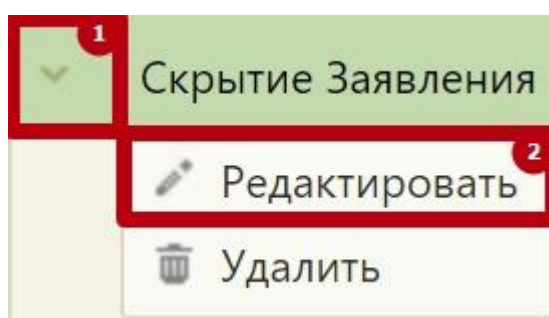 1
Скрытие Заявления
2
Редактировать
Удалить